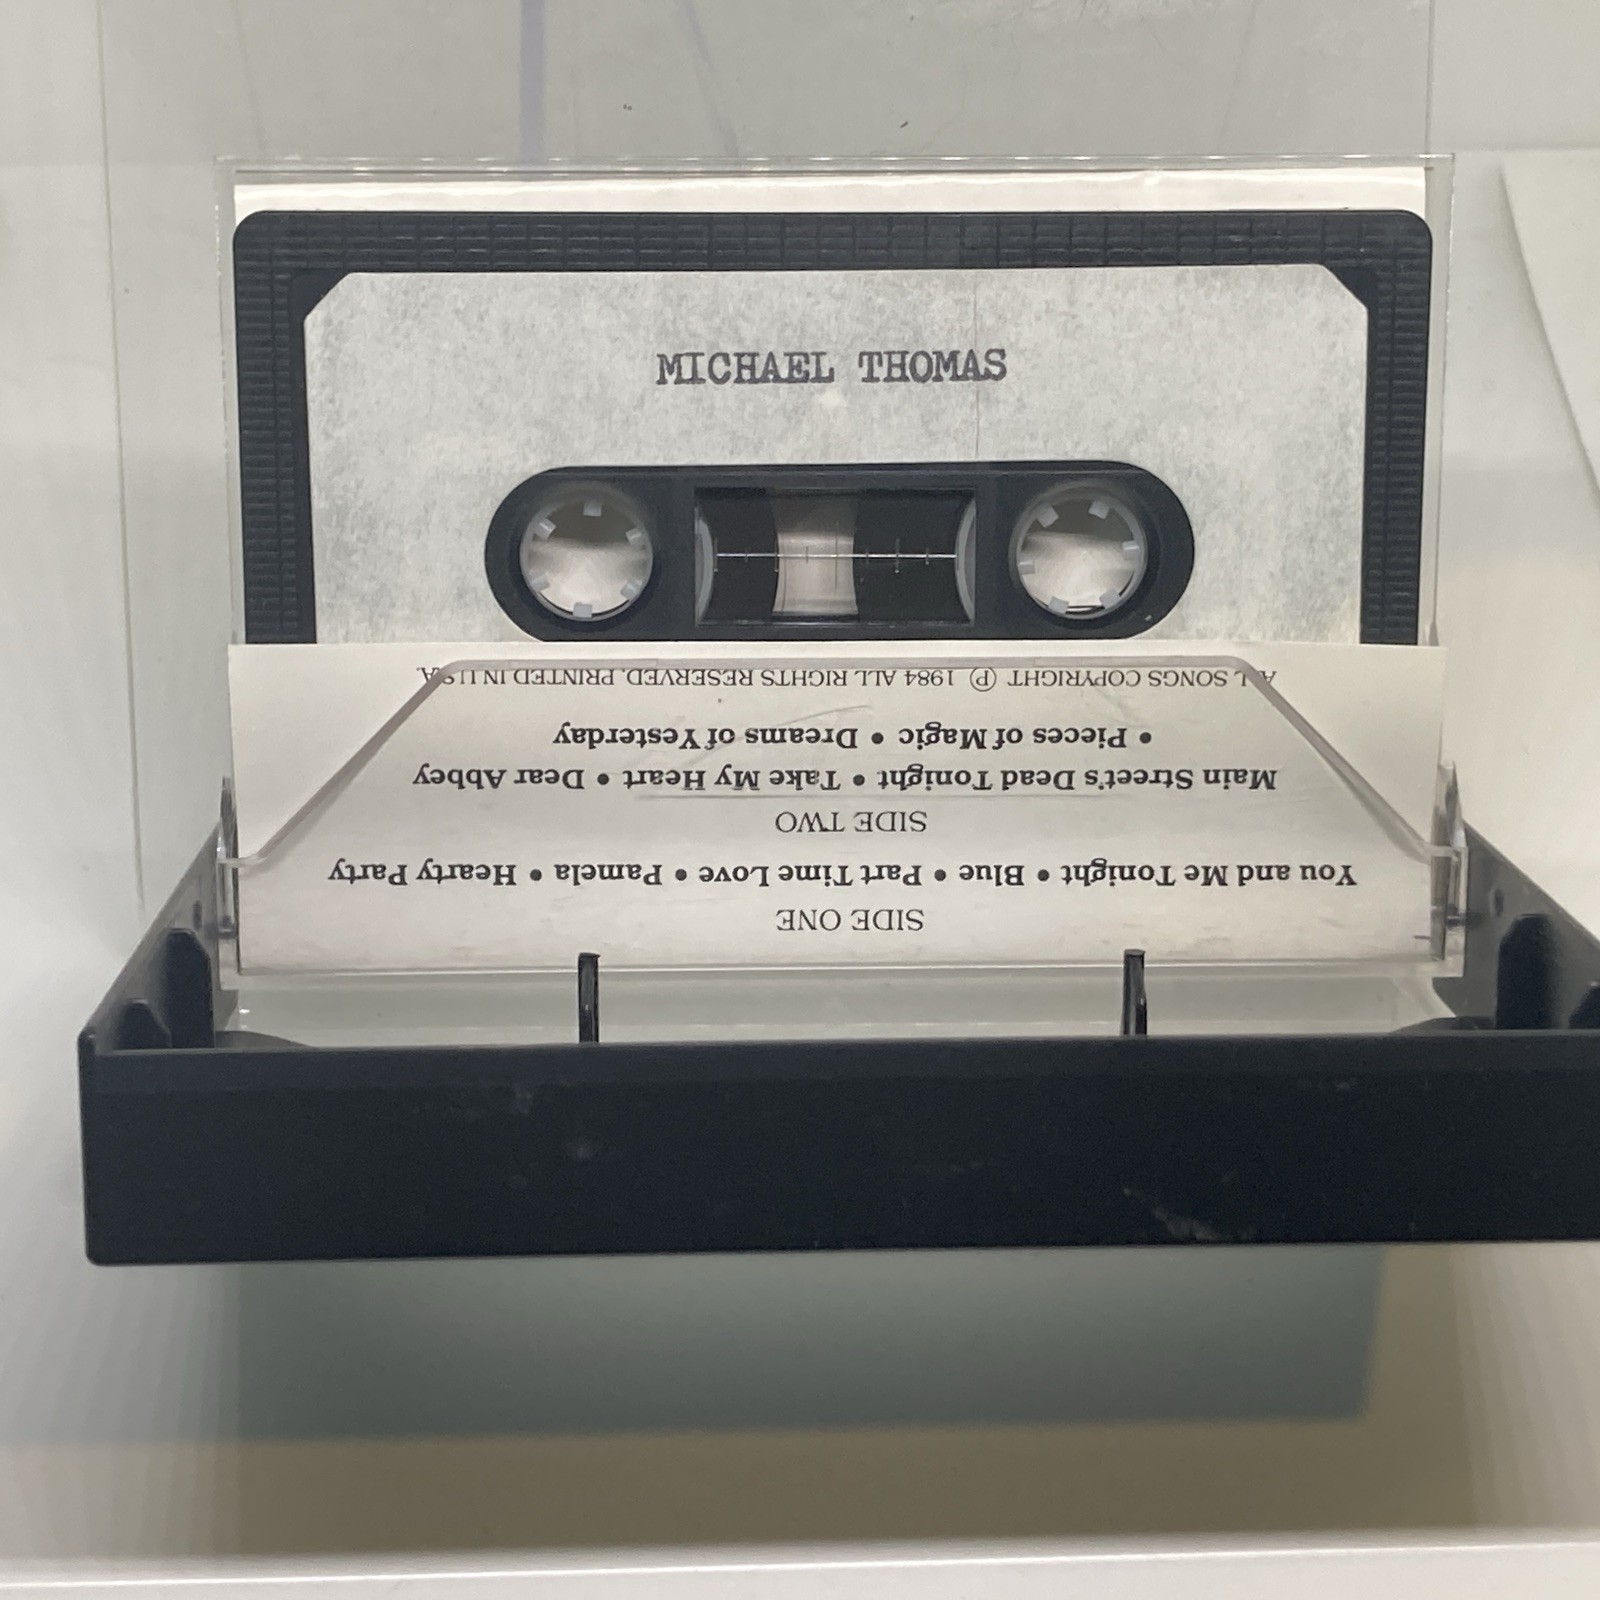 MICHAEL THOMAS
SIDE ONE
You and Me Tonight • Blue • Part Time Love • Pamela • Hearty Party
SIDE TWO
Main Street's Dead Tonight • Take My Heart • Dear Abbey
• Pieces of Magic • Dreams of Yesterday
ALL SONGS COPYRIGHT Ⓟ 1984 ALL RIGHTS RESERVED. PRINTED IN U.S.A.